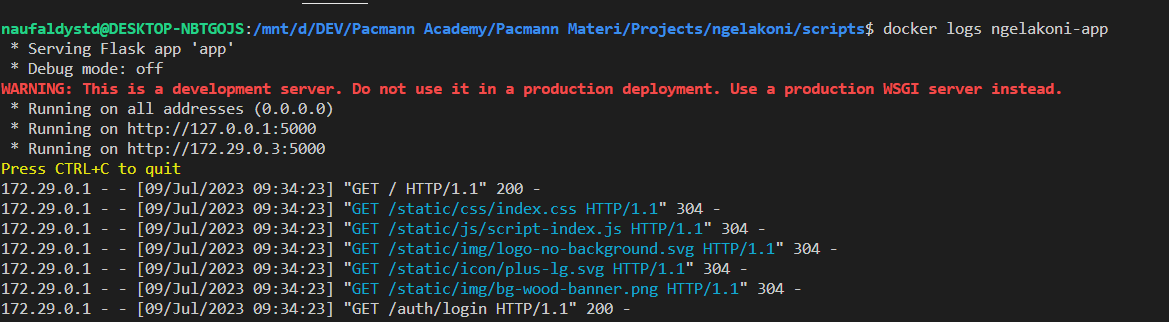 naufaldystd@DESKTOP-NBTGOJS:/mnt/d/DEV/Pacmann Academy/Pacmann Materi/Projects/ngelakoni/scripts$ docker logs ngelakoni-app
 * Serving Flask app 'app'
 * Debug mode: off
WARNING: This is a development server. Do not use it in a production deployment. Use a production WSGI server instead.
 * Running on all addresses (0.0.0.0)
 * Running on http://127.0.0.1:5000
 * Running on http://172.29.0.3:5000
Press CTRL+C to quit
172.29.0.1 - - [09/Jul/2023 09:34:23] "GET / HTTP/1.1" 200 -
172.29.0.1 - - [09/Jul/2023 09:34:23] "GET /static/css/index.css HTTP/1.1" 304 -
172.29.0.1 - - [09/Jul/2023 09:34:23] "GET /static/js/script-index.js HTTP/1.1" 304 -
172.29.0.1 - - [09/Jul/2023 09:34:23] "GET /static/img/logo-no-background.svg HTTP/1.1" 304 -
172.29.0.1 - - [09/Jul/2023 09:34:23] "GET /static/icon/plus-lg.svg HTTP/1.1" 304 -
172.29.0.1 - - [09/Jul/2023 09:34:23] "GET /static/img/bg-wood-banner.png HTTP/1.1" 304 -
172.29.0.1 - - [09/Jul/2023 09:34:23] "GET /auth/login HTTP/1.1" 200 -